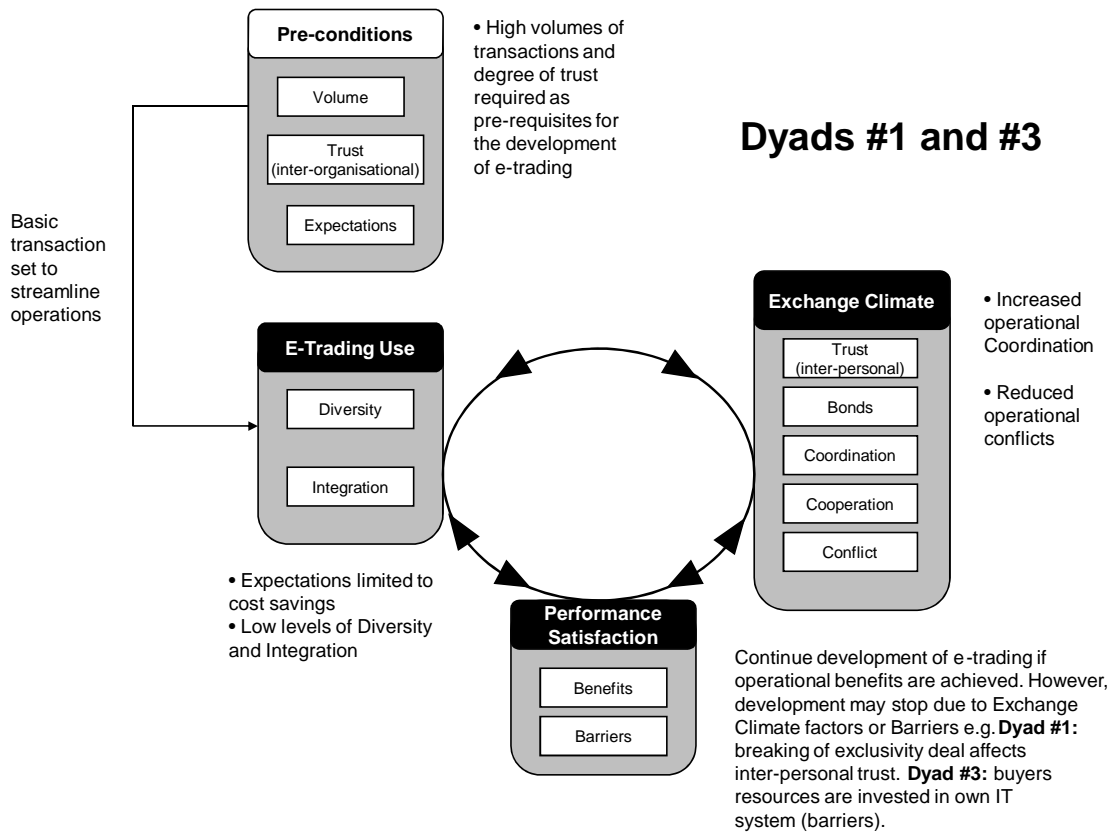 Pre-conditions
Volume
Trust
(inter-organisational)
Expectations
• High volumes of
transactions and
degree of trust
required as
pre-requisites for
the development
of e-trading
Dyads #1 and #3
Basic
transaction
set to
streamline
operations
E-Trading Use
Diversity
Integration
• Expectations limited to
cost savings
• Low levels of Diversity
and Integration
Exchange Climate
Trust
(inter-personal)
Bonds
Coordination
Cooperation
Conflict
• Increased
operational
Coordination
• Reduced
operational
conflicts
Performance
Satisfaction
Benefits
Barriers
Continue development of e-trading if
operational benefits are achieved. However,
development may stop due to Exchange
Climate factors or Barriers e.g. Dyad #1:
breaking of exclusivity deal affects
inter-personal trust. Dyad #3: buyers
resources are invested in own IT
system (barriers).